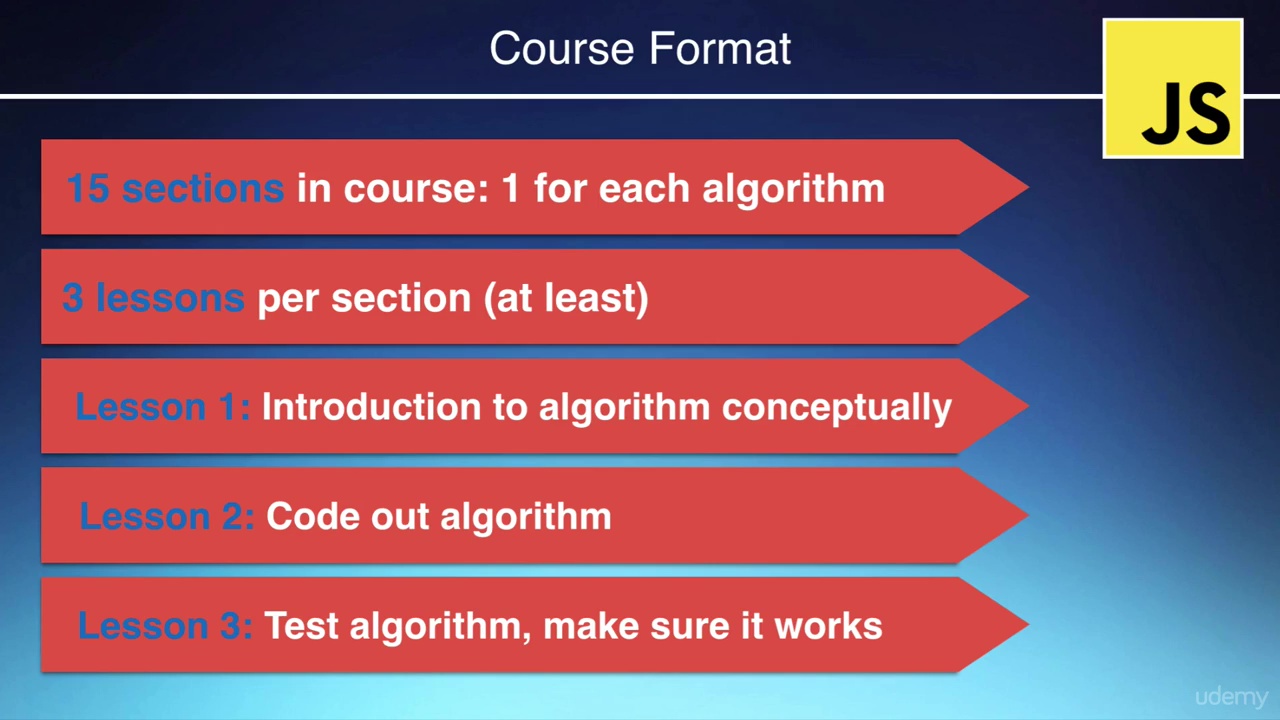 Course Format
JS
15 sections in course: 1 for each algorithm
3 lessons per section (at least)
Lesson 1: Introduction to algorithm conceptually
Lesson 2: Code out algorithm
Lesson 3: Test algorithm, make sure it works
udemy